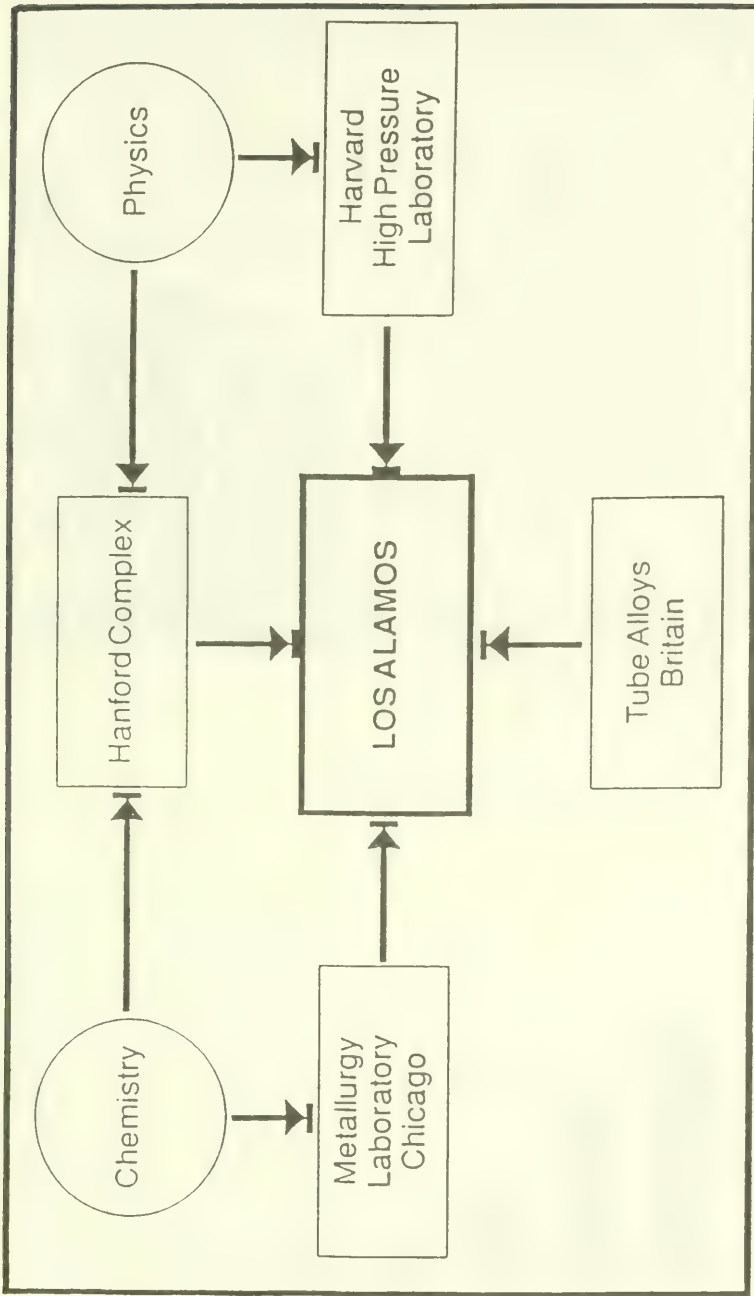 Chemistry
Hanford Complex
Physics
Metallurgy
Laboratory
Chicago
LOS ALAMOS
Harvard
High Pressure
Laboratory
Tube Alloys
Britain